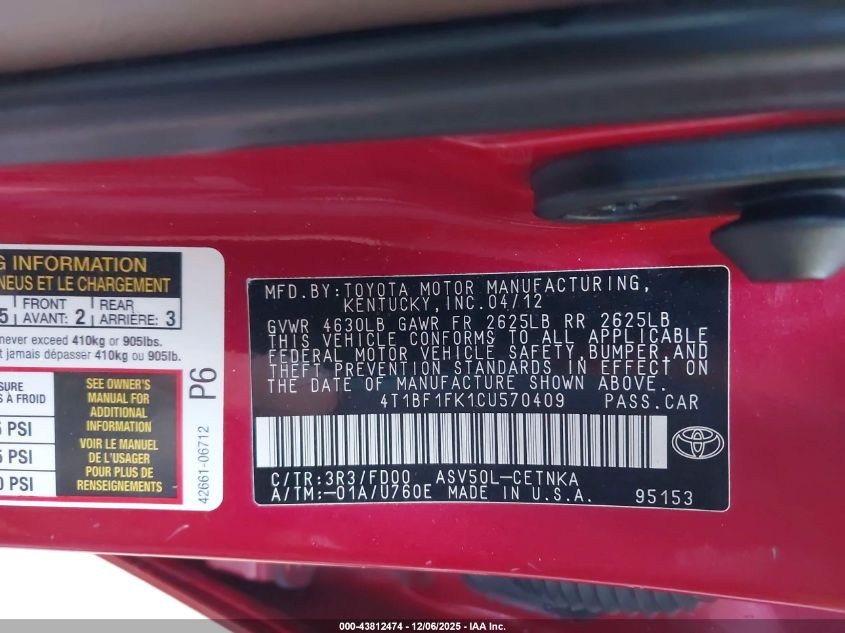 G INFORMATION
NEUS ET LE CHARGEMENT
5 FRONT AVANT: 2 REAR ARRIÈRE: 3
never exceed 410kg or 905lbs.
t jamais dépasser 410kg ou 905lb.
SURE
S À FROID
PSI
5 PSI
0 PSI
SEE OWNER'S
MANUAL FOR
ADDITIONAL
INFORMATION
VOIR LE MANUEL
DE L'USAGER
POUR PLUS DE
RENSEIGNEMENTS
P6
42661-06712
MFD.BY:TOYOTA MOTOR MANUFACTURING,
KENTUCKY, INC. 04/12
GVWR 4630LB GAWR FR 2625LB RR 2625LB
THIS VEHICLE CONFORMS TO ALL APPLICABLE
FEDERAL MOTOR VEHICLE SAFETY,BUMPER,AND
THEFT PREVENTION STANDARDS IN EFFECT ON
THE DATE OF MANUFACTURE SHOWN ABOVE.
4T1BF1FK1CU570409 PASS.CAR
C/TR:3R3/FD00 ASV50L-CETNKA
A/TM:-01A/U760E MADE IN U.S.A. 95153
000-43812474 - 12/06/2025 - IAA Inc.